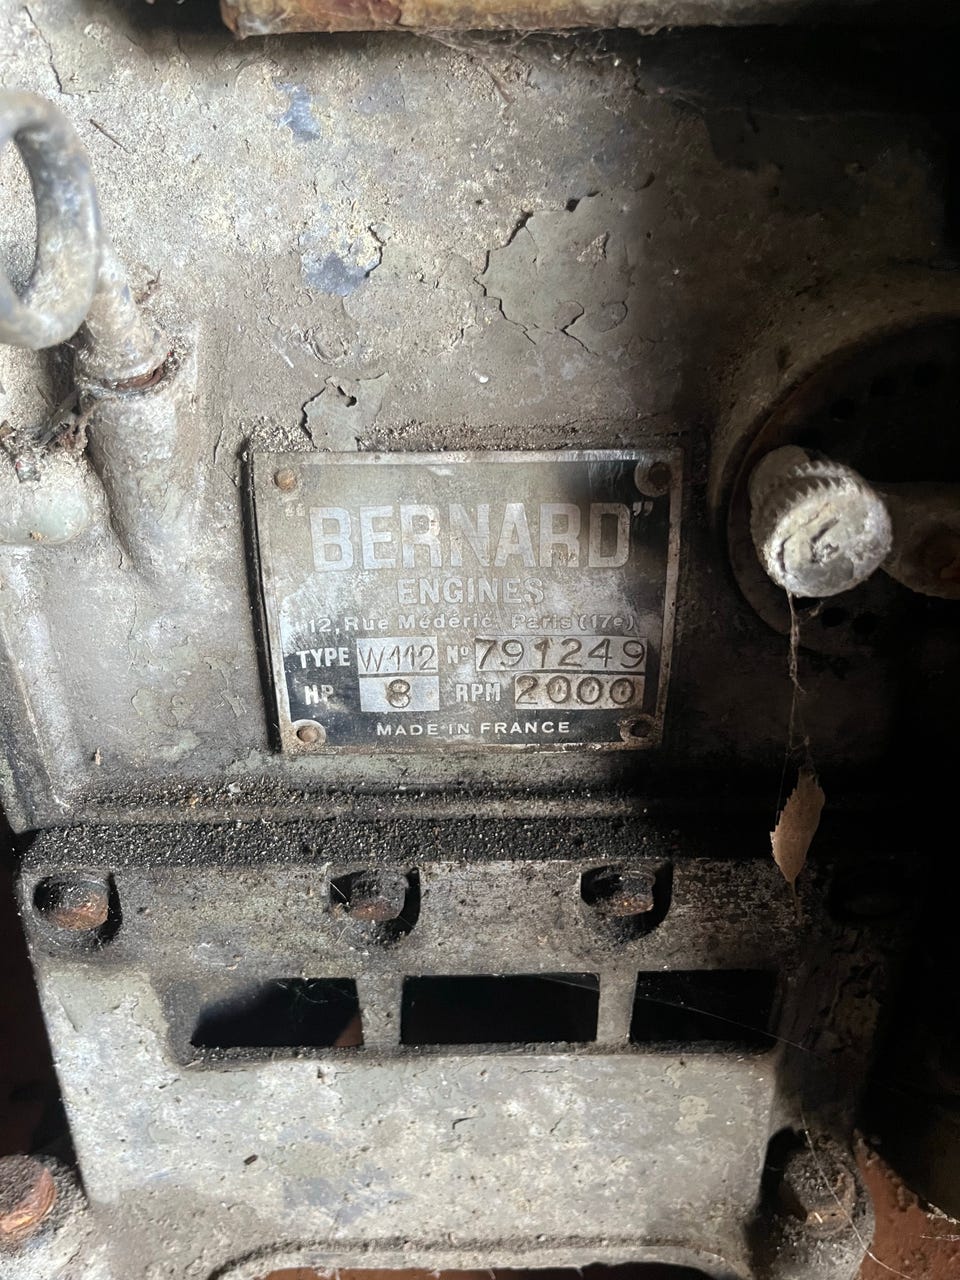 "BERNARD"
ENGINES
12, Rue Médéric. Paris (17e)
TYPE W112 No 791249
HP 8 RPM 2000
MADE IN FRANCE